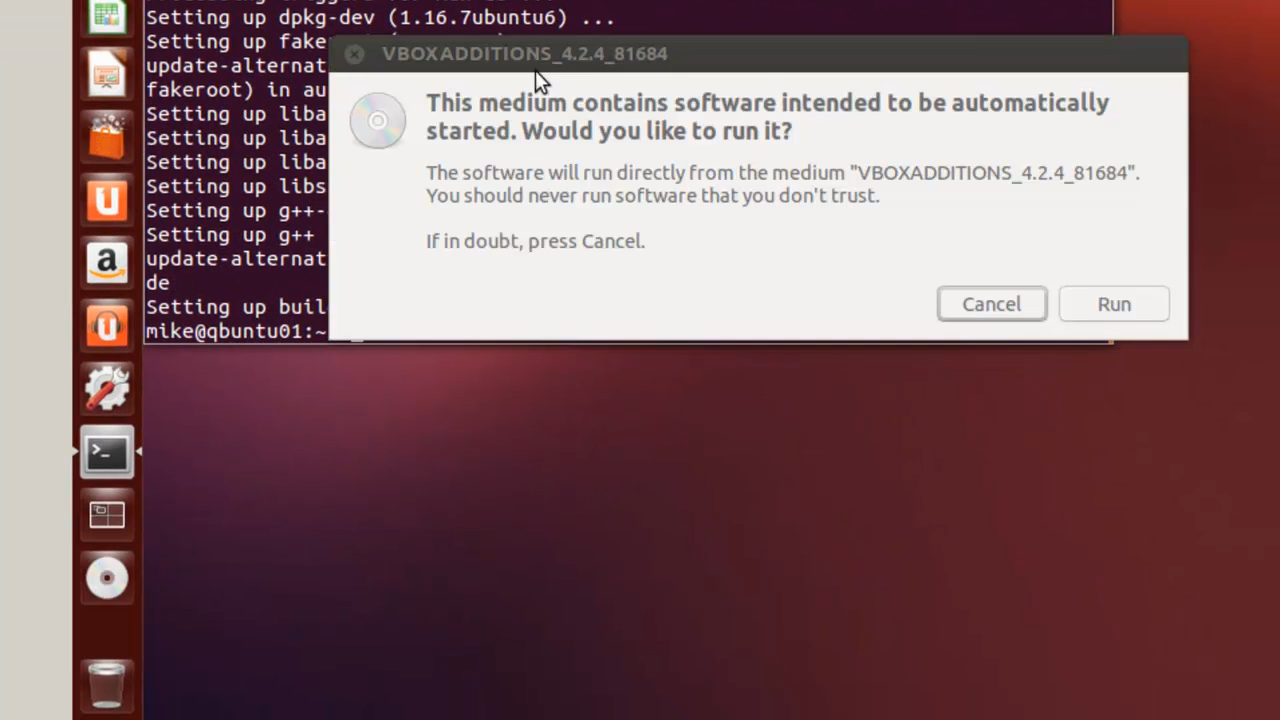 Setting up dpkg-dev (1.16.7ubuntu6) ...
Setting up fake
update-alternat
fakeroot) in au
Setting up liba
Setting up liba
Setting up liba
Setting up libs
Setting up g++-
Setting up g++
update-alternat
de
Setting up buil
mike@qbuntu01:~
VBOXADDITIONS_4.2.4_81684
This medium contains software intended to be automatically
started. Would you like to run it?
The software will run directly from the medium "VBOXADDITIONS_4.2.4_81684".
You should never run software that you don't trust.
If in doubt, press Cancel.
Cancel
Run